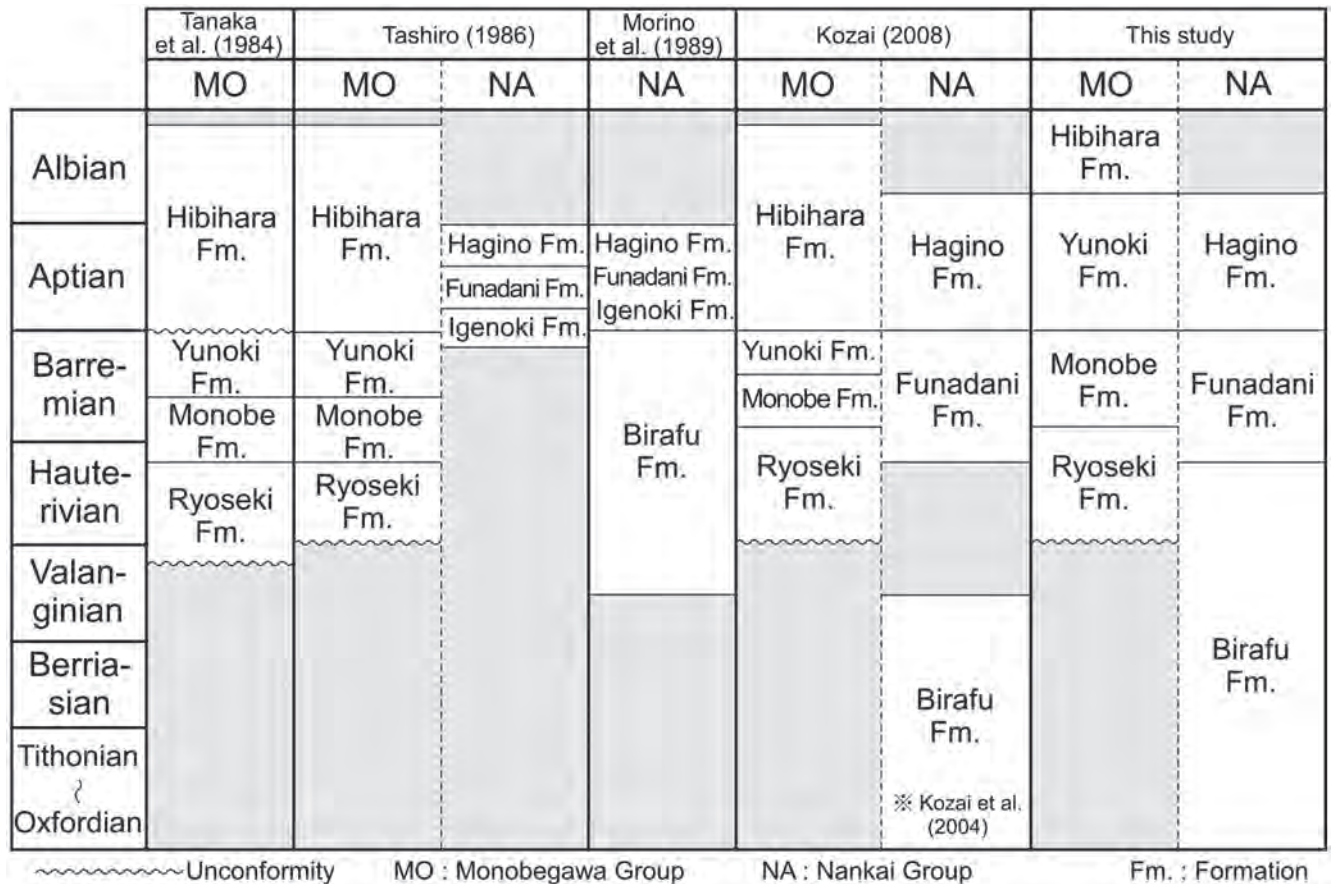 Tanaka
et al. (1984)
Tashiro (1986)
Morino
et al. (1989)
Kozai (2008)
This study
MO
MO
NA
NA
MO
NA
MO
NA
Albian
Aptian
Barre-
mian
Haute-
rivian
Valan-
ginian
Berria-
sian
Tithonian
~
Oxfordian
Hibihara
Fm.
Yunoki
Fm.
Monobe
Fm.
Ryoseki
Fm.
Hibihara
Fm.
Yunoki
Fm.
Monobe
Fm.
Ryoseki
Fm.
Hagino Fm.
Funadani Fm.
Igenoki Fm.
Hagino Fm.
Funadani Fm.
Igenoki Fm.
Birafu
Fm.
Hibihara
Fm.
Yunoki Fm.
Monobe Fm.
Ryoseki
Fm.
Hagino
Fm.
Funadani
Fm.
Birafu
Fm.
※ Kozai et al.
(2004)
Hibihara
Fm.
Yunoki
Fm.
Monobe
Fm.
Ryoseki
Fm.
Hagino
Fm.
Funadani
Fm.
Birafu
Fm.
Unconformity MO : Monobegawa Group NA : Nankai Group Fm. : Formation